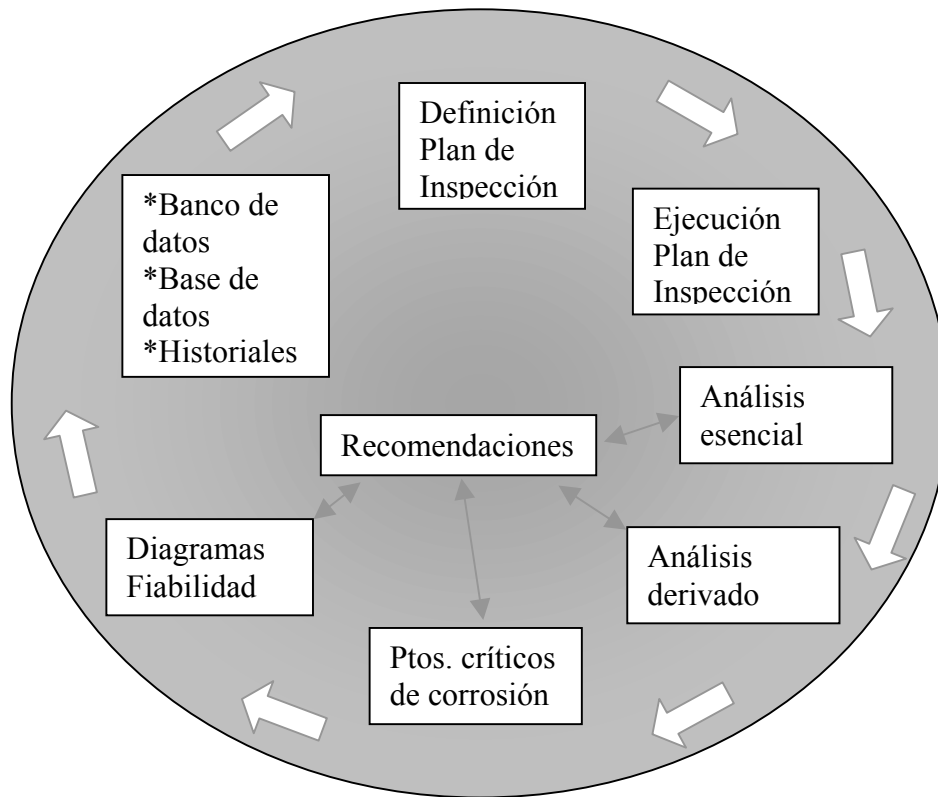 Definición
Plan de
Inspección
*Banco de
datos
*Base de
datos
*Historiales
Ejecución
Plan de
Inspección
Análisis
esencial
Recomendaciones
Diagramas
Fiabilidad
Análisis
derivado
Ptos. críticos
de corrosión